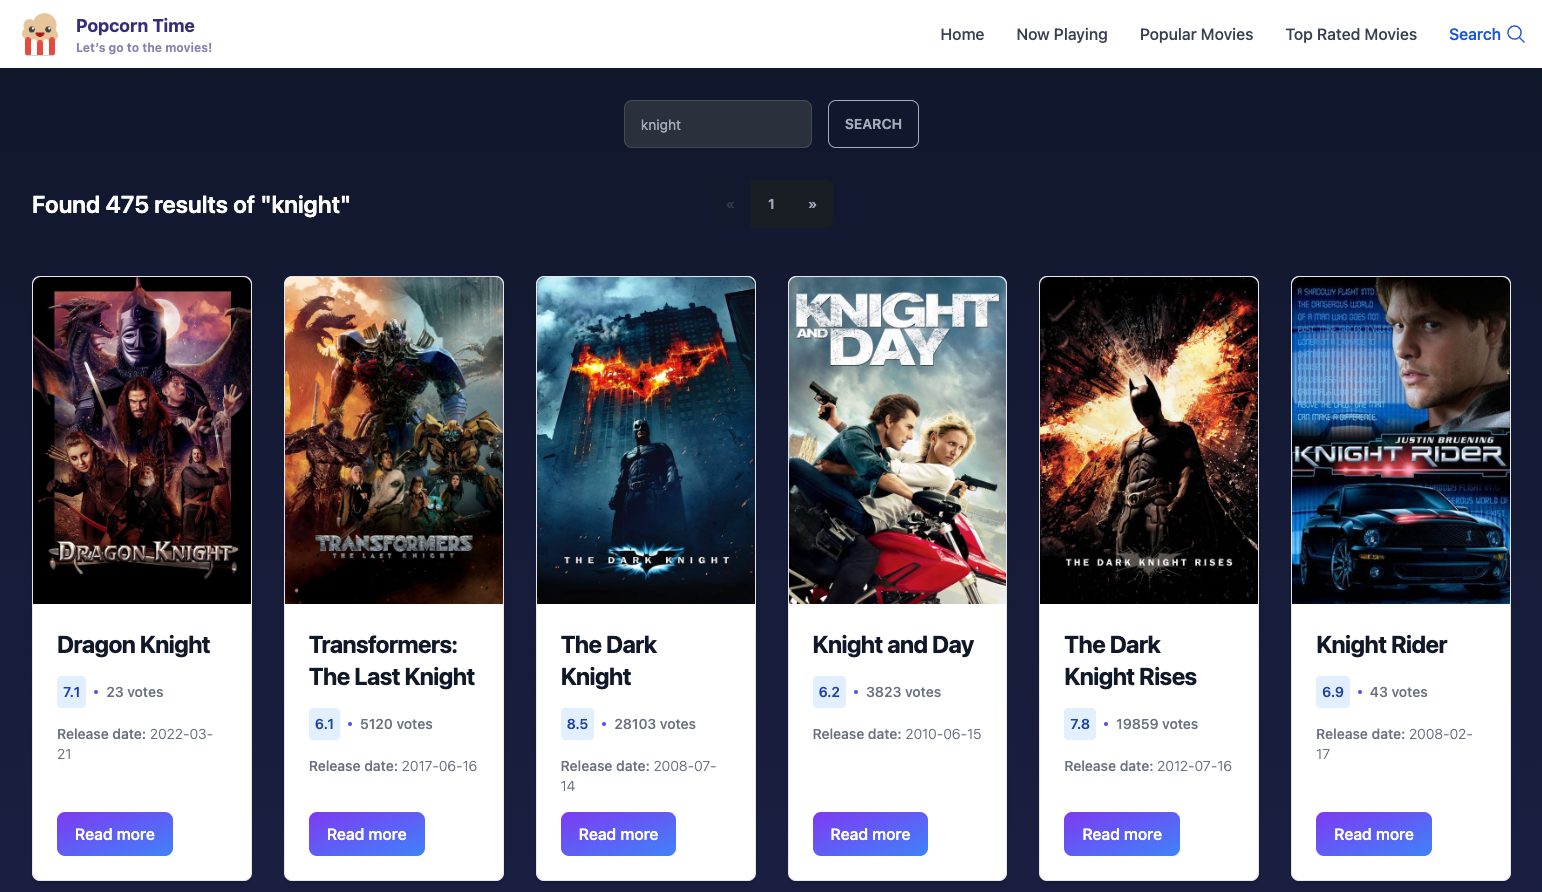 Popcorn Time
Let's go to the movies!
Home
Now Playing
Popular Movies
Top Rated Movies
Search
knight
SEARCH
Found 475 results of "knight"
«
1
»
DRAGON KNIGHT
TRANSFORMERS
THE LAST KNIGHT
THE DARK KNIGHT
KNIGHT
AND
DAY
THE DARK KNIGHT RISES
A SHADOWY FLIGHT INTO
THE DANGEROUS WORLD
OF A MAN WHO DOES NOT
JUSTIN BRUENING
KNIGHT RIDER
Dragon Knight
7.1 • 23 votes
Release date: 2022-03-
21
Read more
Transformers:
The Last Knight
6.1 • 5120 votes
Release date: 2017-06-16
Read more
The Dark
Knight
8.5 • 28103 votes
Release date: 2008-07-
14
Read more
Knight and Day
6.2 • 3823 votes
Release date: 2010-06-15
Read more
The Dark
Knight Rises
7.8 • 19859 votes
Release date: 2012-07-16
Read more
Knight Rider
6.9 • 43 votes
Release date: 2008-02-
17
Read more